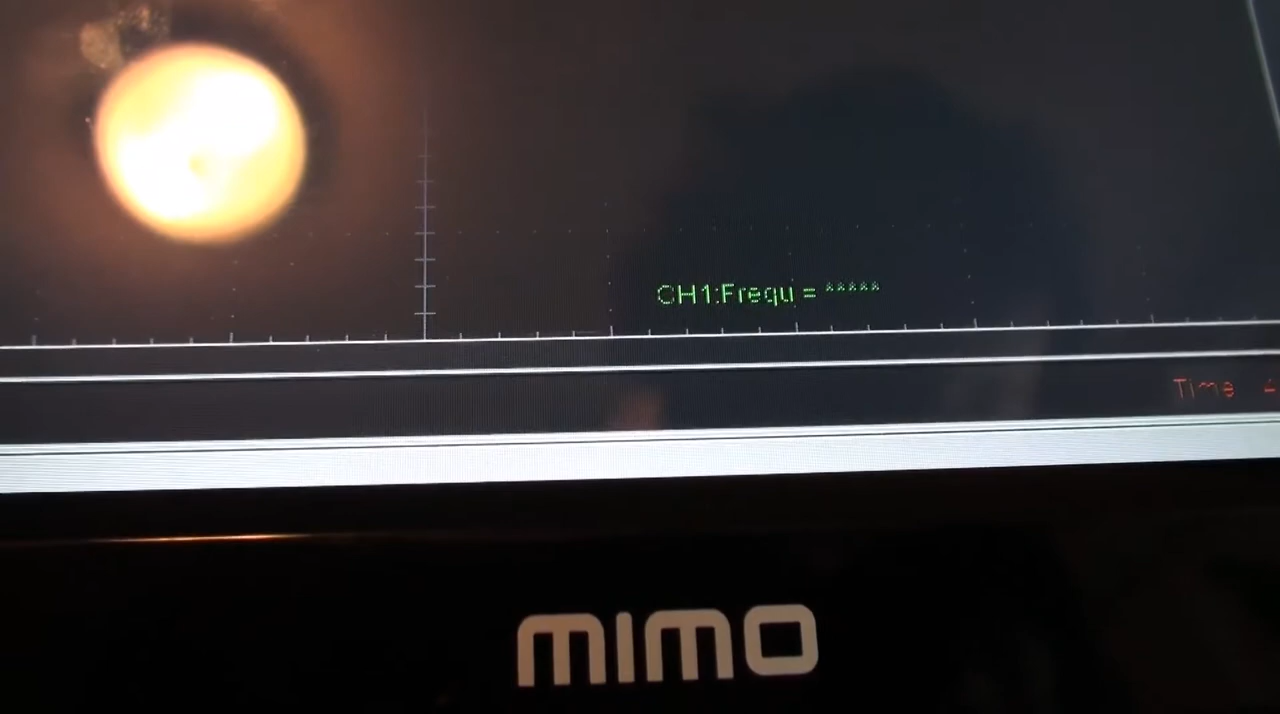 CH1:Frequ = *****
Time
mimo